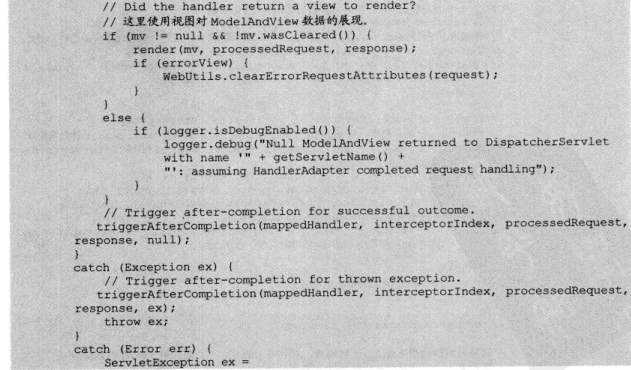 // Did the handler return a view to render?
// 这里使用视图对 ModelAndView 数据的展现。
if (mv != null && !mv.wasCleared()) {
render(mv, processedRequest, response);
if (errorView) {
WebUtils.clearErrorRequestAttributes(request);
}
}
else {
if (logger.isDebugEnabled()) {
logger.debug("Null ModelAndView returned to DispatcherServlet
with name '" + getServletName() +
"': assuming HandlerAdapter completed request handling");
}
}
// Trigger after-completion for successful outcome.
triggerAfterCompletion(mappedHandler, interceptorIndex, processedRequest,
response, null);
}
catch (Exception ex) {
// Trigger after-completion for thrown exception.
triggerAfterCompletion(mappedHandler, interceptorIndex, processedRequest,
response, ex);
throw ex;
}
catch (Error err) {
ServletException ex =